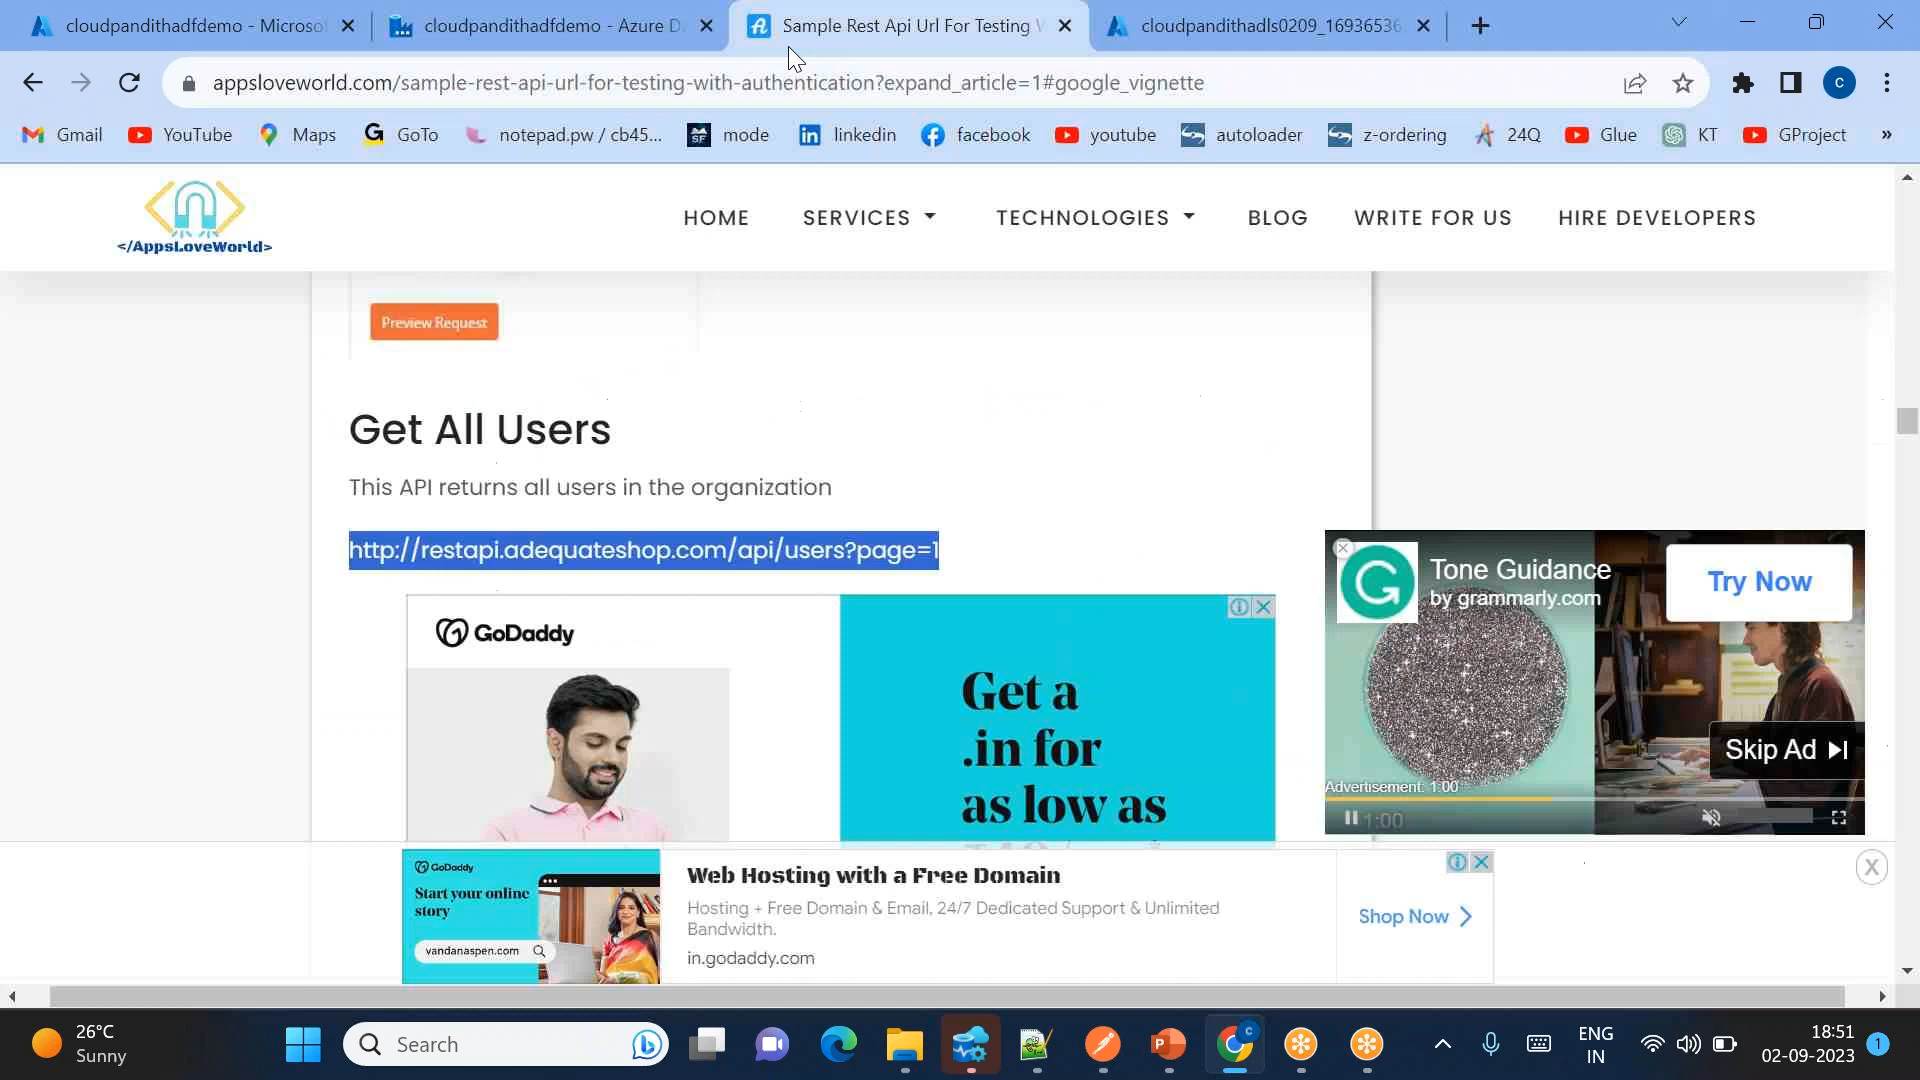 cloudpandithadfdemo - Microso
cloudpandithadfdemo - Azure D
Sample Rest Api Url For Testing W
cloudpandithadls0209_16936536
appsloveworld.com/sample-rest-api-url-for-testing-with-authentication?expand_article=1#google_vignette
c
Gmail
YouTube
Maps
GoTo
notepad.pw / cb45...
mode
linkedin
facebook
youtube
autoloader
z-ordering
24Q
Glue
KT
GProject
»
</AppsLoveWorld>
HOME
SERVICES
TECHNOLOGIES
BLOG
WRITE FOR US
HIRE DEVELOPERS
Preview Request
Get All Users
This API returns all users in the organization
http://restapi.adequateshop.com/api/users?page=1
GoDaddy
Get a
.in for
as low as
Tone Guidance
by grammarly.com
Try Now
Skip Ad
Advertisement: 1:00
1:00
GoDaddy
Start your online
story
vandanaspen.com
Web Hosting with a Free Domain
Hosting + Free Domain & Email, 24/7 Dedicated Support & Unlimited
Bandwidth.
in.godaddy.com
Shop Now
26°C
Sunny
Search
ENG
IN
18:51
02-09-2023
1